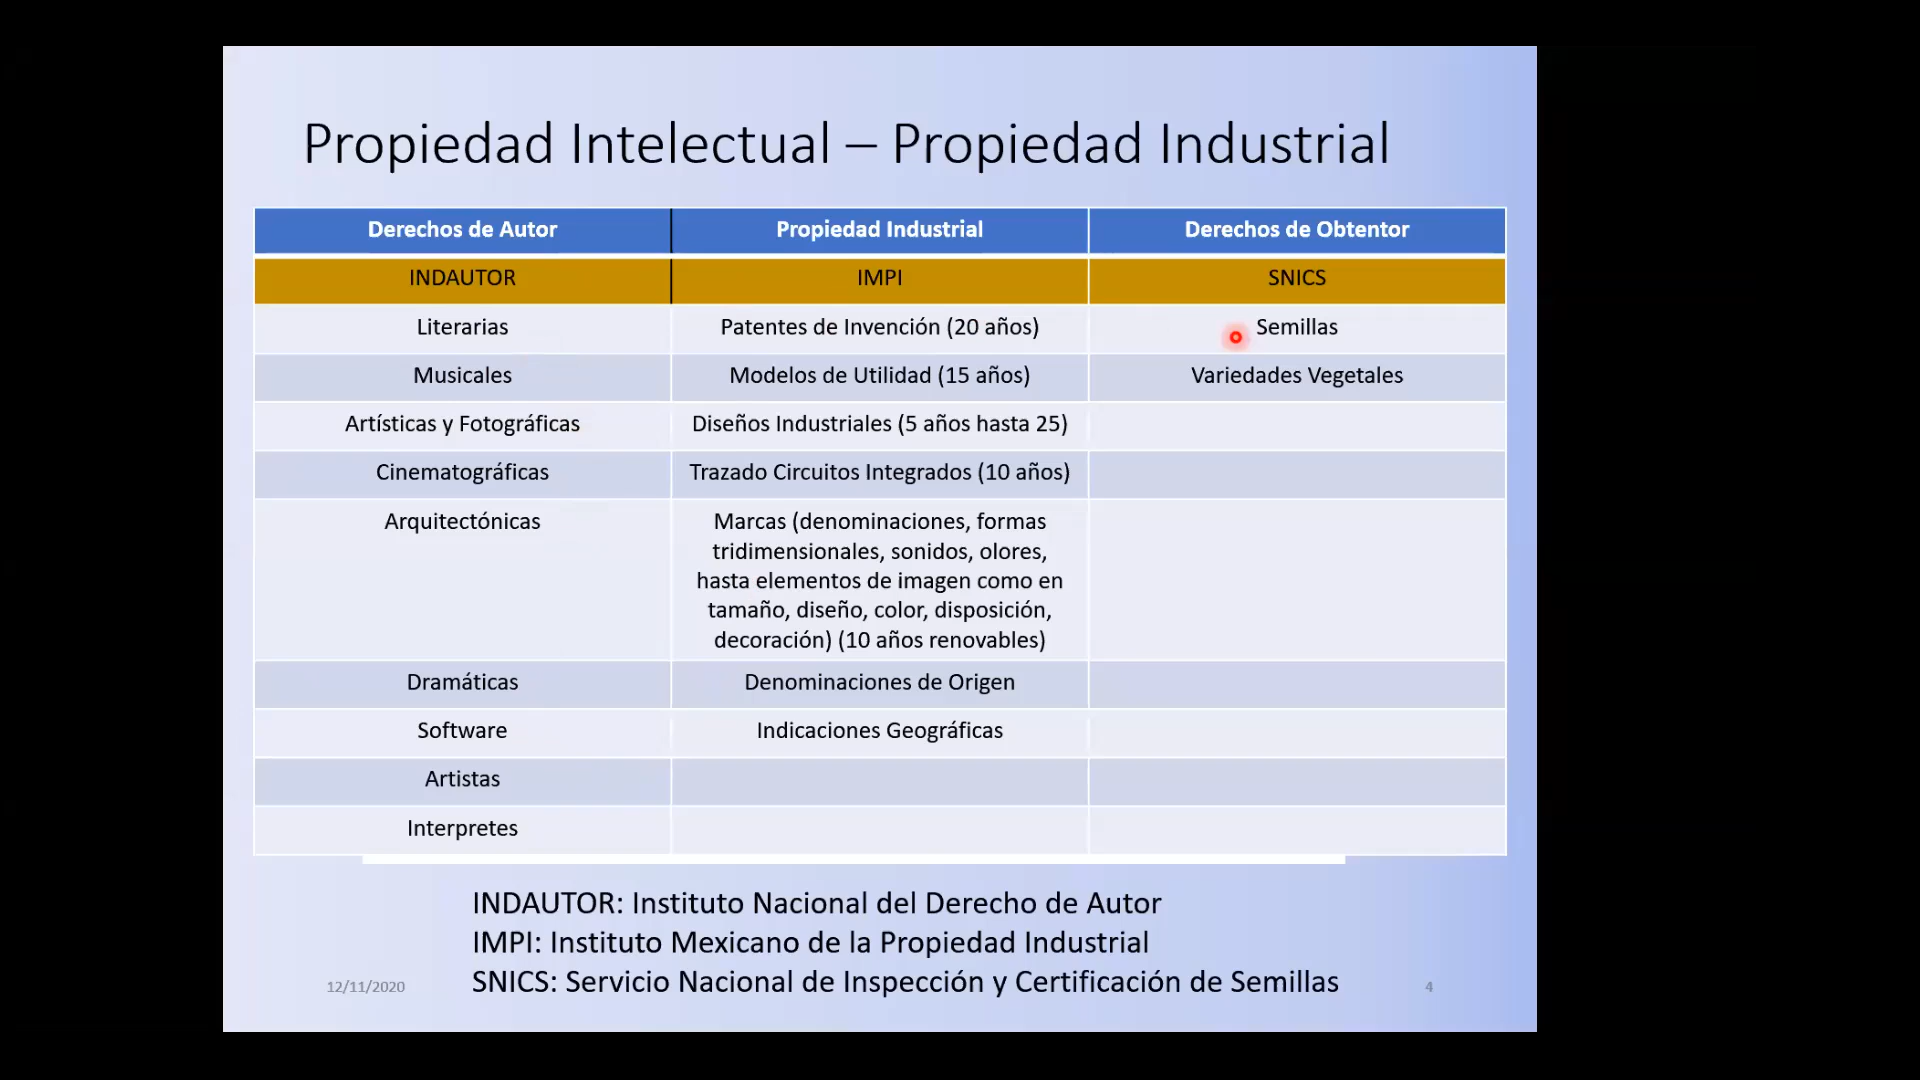 Propiedad Intelectual – Propiedad Industrial
Derechos de Autor Propiedad Industrial Derechos de Obtentor
INDAUTOR IMPI SNICS
Literarias Patentes de Invención (20 años) Semillas
Musicales Modelos de Utilidad (15 años) Variedades Vegetales
Artísticas y Fotográficas Diseños Industriales (5 años hasta 25)
Cinematográficas Trazado Circuitos Integrados (10 años)
Arquitectónicas Marcas (denominaciones, formas
tridimensionales, sonidos, olores,
hasta elementos de imagen como en
tamaño, diseño, color, disposición,
decoración) (10 años renovables)
Dramáticas Denominaciones de Origen
Software Indicaciones Geográficas
Artistas
Interpretes
INDAUTOR: Instituto Nacional del Derecho de Autor
IMPI: Instituto Mexicano de la Propiedad Industrial
SNICS: Servicio Nacional de Inspección y Certificación de Semillas
12/11/2020
4